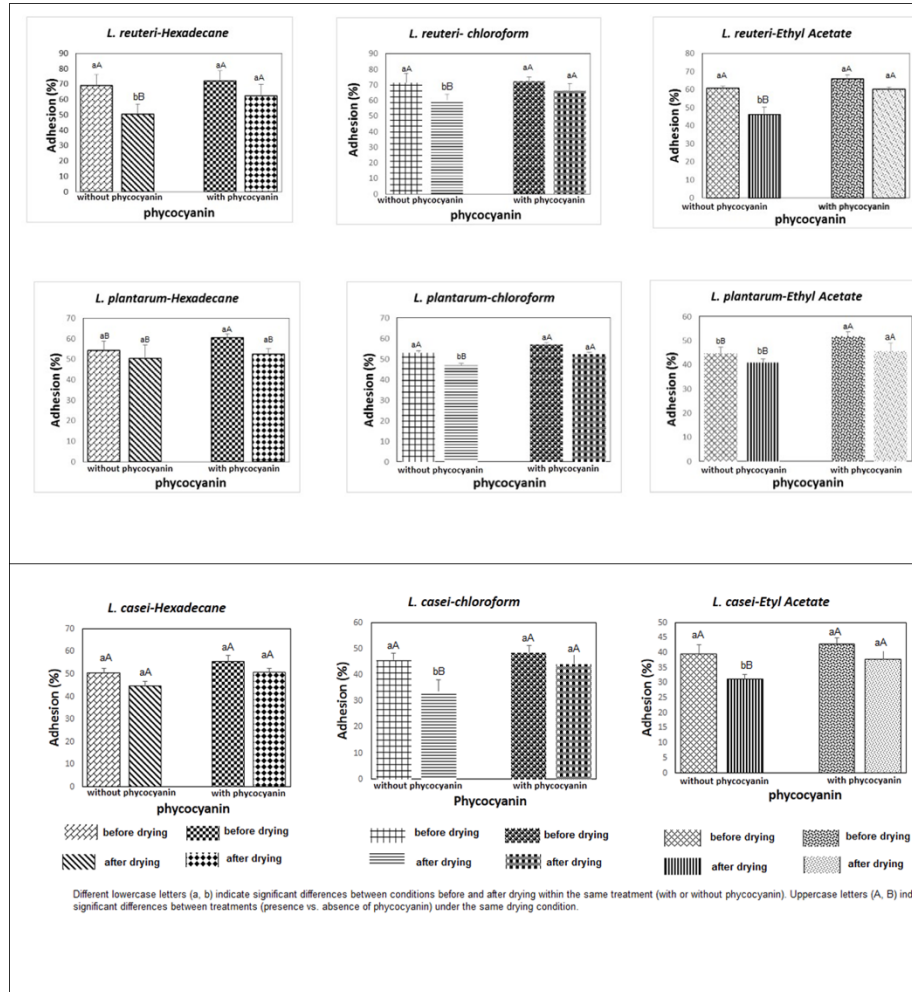 L. reuteri-Hexadecane
Adhesion (%)
90
80
70
60
50
40
30
20
10
0
aA
bB
aA
aA
without phycocyanin
with phycocyanin
phycocyanin
L. reuteri- chloroform
Adhesion (%)
90
80
70
60
50
40
30
20
10
0
aA
bB
aA
aA
without phycocyanin
with phycocyanin
phycocyanin
L. reuteri-Ethyl Acetate
Adhesion (%)
80
70
60
50
40
30
20
10
0
aA
bB
aA
aA
without phycocyanin
with phycocyanin
phycocyanin
L. plantarum-Hexadecane
Adhesion (%)
70
60
50
40
30
20
10
0
aB
aB
aA
aB
without phycocyanin
with phycocyanin
phycocyanin
L. plantarum-chloroform
Adhesion (%)
70
60
50
40
30
20
10
0
aA
bB
aA
aA
without phycocyanin
with phycocyanin
phycocyanin
L. plantarum-Ethyl Acetate
Adhesion (%)
60
50
40
30
20
10
0
bB
bB
aA
aA
without phycocyanin
with phycocyanin
phycocyanin
L. casei-Hexadecane
Adhesion (%)
70
60
50
40
30
20
10
0
aA
aA
aA
aA
without phycocyanin
with phycocyanin
phycocyanin
before drying
before drying
after drying
after drying
L. casei-chloroform
Adhesion (%)
60
50
40
30
20
10
0
aA
bB
aA
aA
without phycocyanin
with phycocyanin
Phycocyanin
before drying
before drying
after drying
after drying
L. casei-Etyl Acetate
Adhesion (%)
50
45
40
35
30
25
20
15
10
5
0
aA
bB
aA
aA
without phycocyanin
with phycocyanin
phycocyanin
before drying
before drying
after drying
after drying
Different lowercase letters (a, b) indicate significant differences between conditions before and after drying within the same treatment (with or without phycocyanin). Uppercase letters (A, B) ind
significant differences between treatments (presence vs. absence of phycocyanin) under the same drying condition.